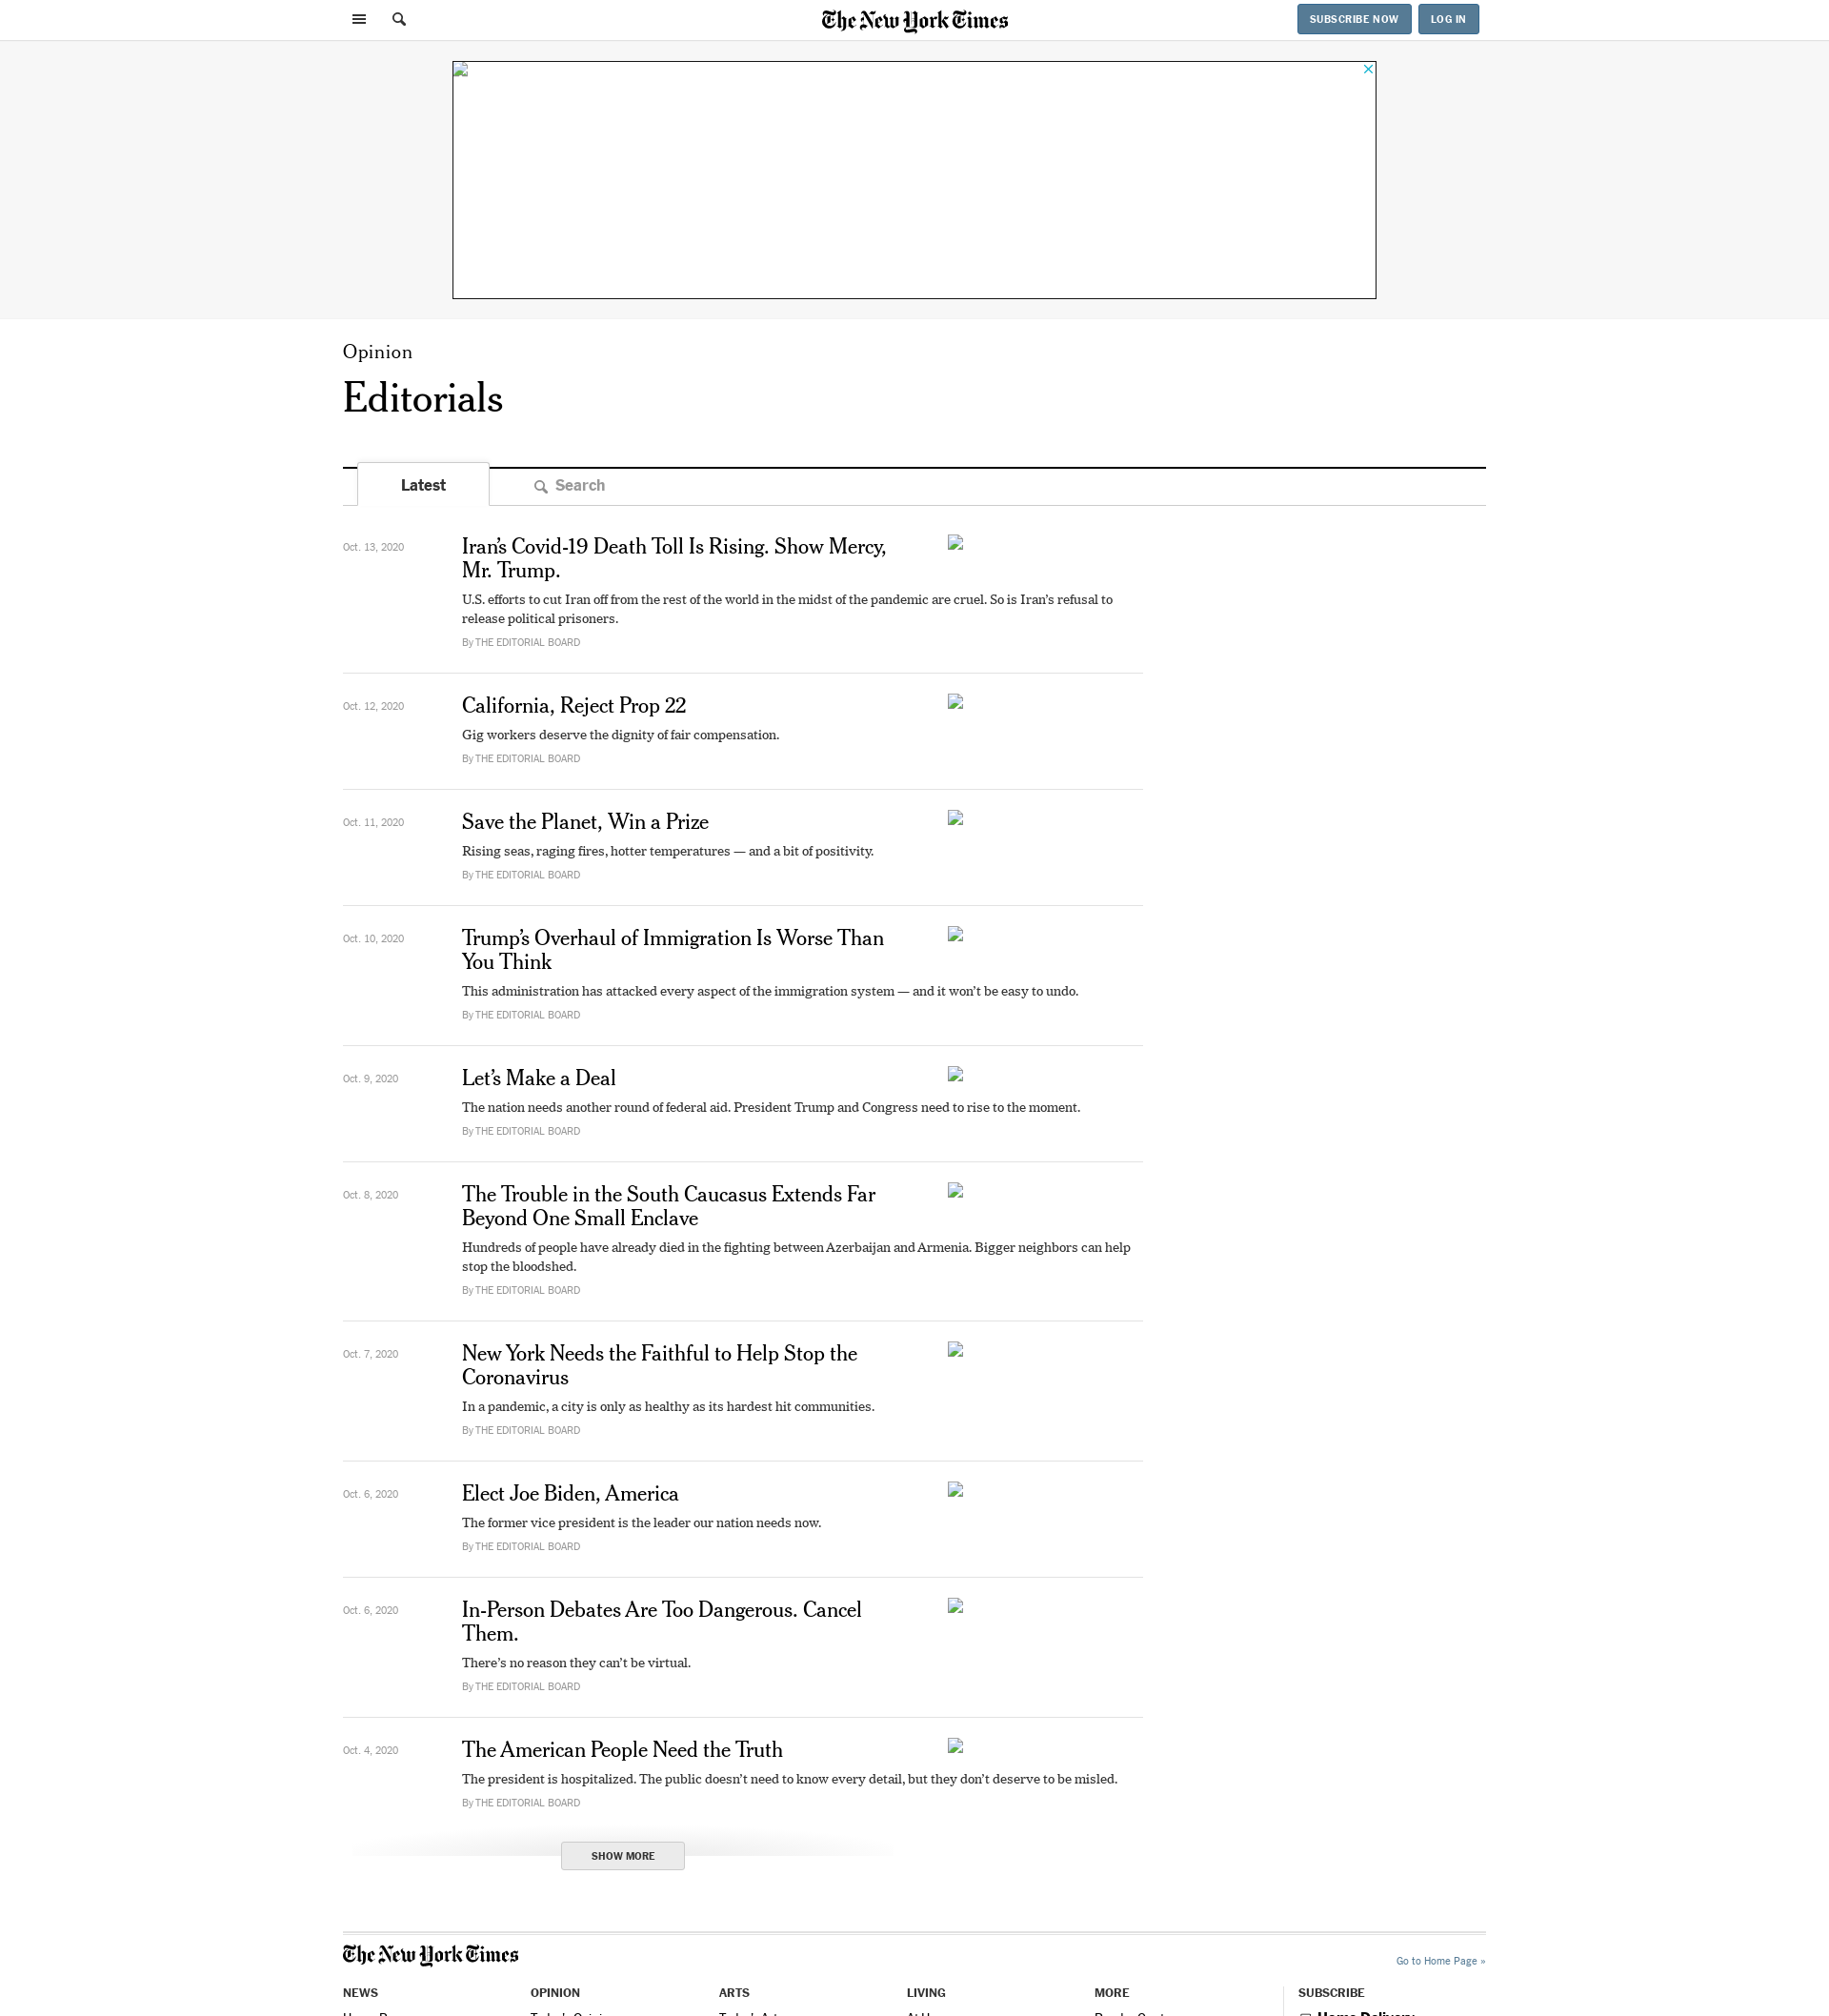 The New York Times
SUBSCRIBE NOW
LOG IN
Opinion
Editorials
Latest
Search
Oct. 13, 2020
Iran’s Covid-19 Death Toll Is Rising. Show Mercy,
Mr. Trump.
U.S. efforts to cut Iran off from the rest of the world in the midst of the pandemic are cruel. So is Iran’s refusal to
release political prisoners.
By THE EDITORIAL BOARD
Oct. 12, 2020
California, Reject Prop 22
Gig workers deserve the dignity of fair compensation.
By THE EDITORIAL BOARD
Oct. 11, 2020
Save the Planet, Win a Prize
Rising seas, raging fires, hotter temperatures — and a bit of positivity.
By THE EDITORIAL BOARD
Oct. 10, 2020
Trump’s Overhaul of Immigration Is Worse Than
You Think
This administration has attacked every aspect of the immigration system — and it won’t be easy to undo.
By THE EDITORIAL BOARD
Oct. 9, 2020
Let’s Make a Deal
The nation needs another round of federal aid. President Trump and Congress need to rise to the moment.
By THE EDITORIAL BOARD
Oct. 8, 2020
The Trouble in the South Caucasus Extends Far
Beyond One Small Enclave
Hundreds of people have already died in the fighting between Azerbaijan and Armenia. Bigger neighbors can help
stop the bloodshed.
By THE EDITORIAL BOARD
Oct. 7, 2020
New York Needs the Faithful to Help Stop the
Coronavirus
In a pandemic, a city is only as healthy as its hardest hit communities.
By THE EDITORIAL BOARD
Oct. 6, 2020
Elect Joe Biden, America
The former vice president is the leader our nation needs now.
By THE EDITORIAL BOARD
Oct. 6, 2020
In-Person Debates Are Too Dangerous. Cancel
Them.
There’s no reason they can’t be virtual.
By THE EDITORIAL BOARD
Oct. 4, 2020
The American People Need the Truth
The president is hospitalized. The public doesn’t need to know every detail, but they don’t deserve to be misled.
By THE EDITORIAL BOARD
SHOW MORE
The New York Times
Go to Home Page »
NEWS
OPINION
ARTS
LIVING
MORE
SUBSCRIBE
Home Delivery